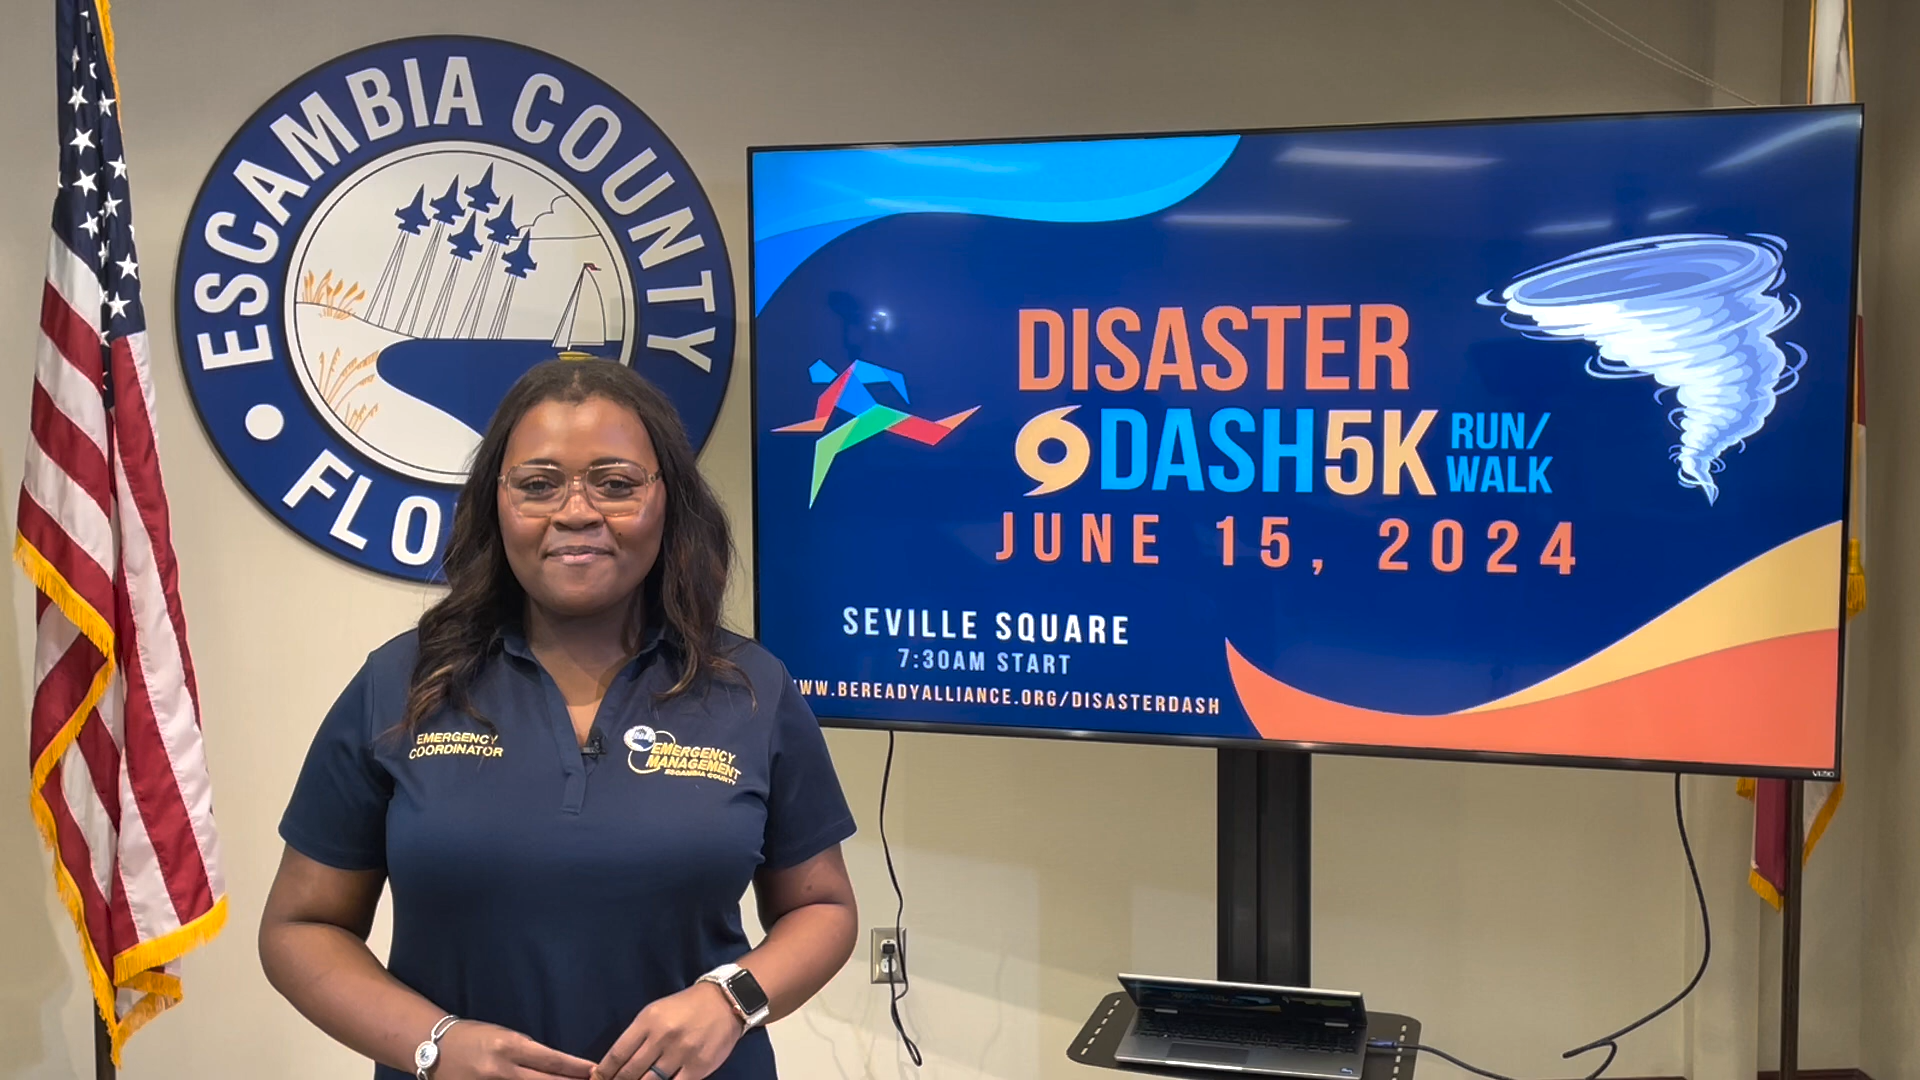 ESCAMBIA COUNTY
FLO
DISASTER
DASH5K RUN/
WALK
JUNE 15, 2024
SEVILLE SQUARE
7:30AM START
WWW.BEREADYALLIANCE.ORG/DISASTERDASH
EMERGENCY
COORDINATOR
EMERGENCY
MANAGEMENT
ESCAMBIA COUNTY
VIZIO